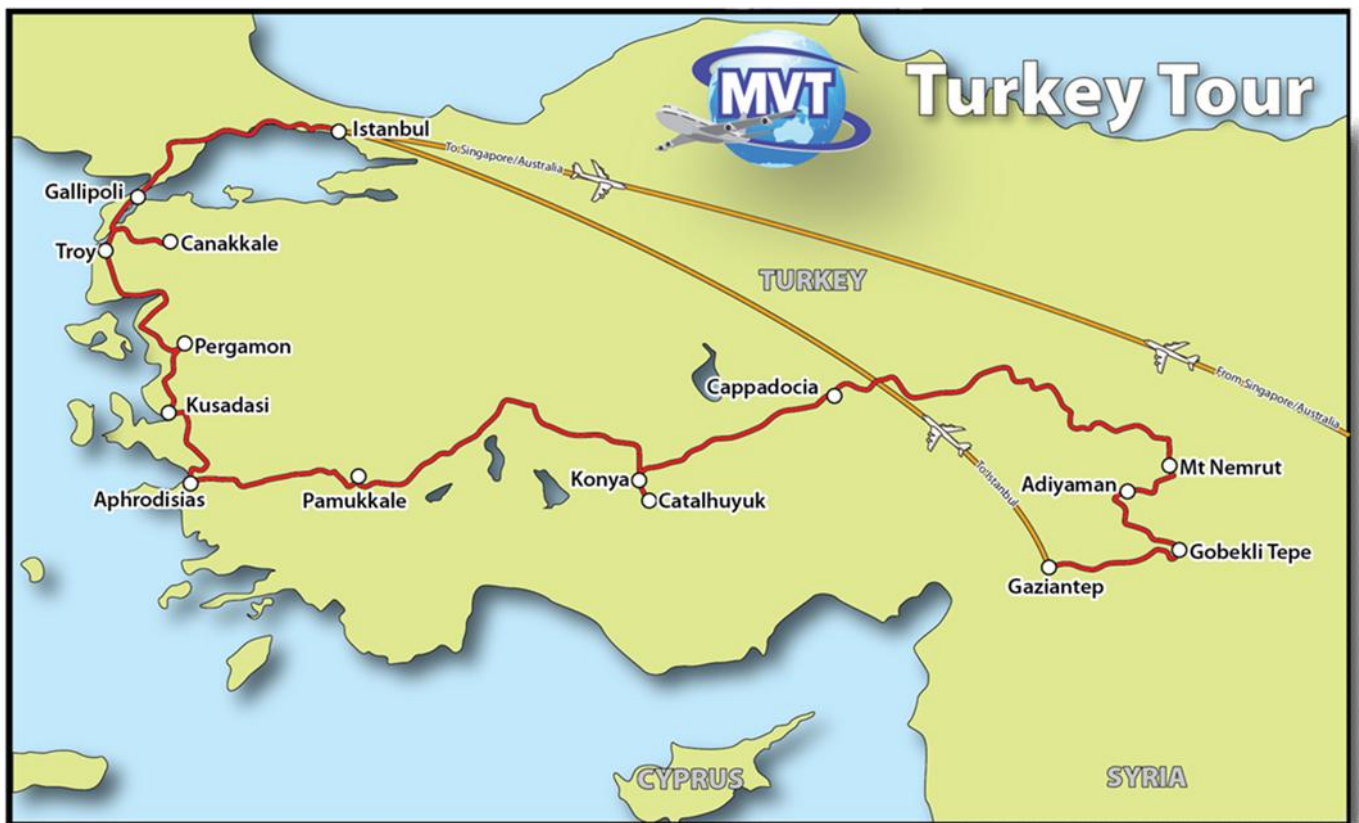 MVT
Turkey Tour
Istanbul
To Singapore/Australia
Gallipoli
Canakkale
Troy
TURKEY
Pergamon
From Singapore/Australia
Cappadocia
Kusadasi
Mt Nemrut
Konya
To Istanbul
Adiyaman
Aphrodisias
Pamukkale
Catalhuyuk
Gobekli Tepe
Gaziantep
CYPRUS
SYRIA